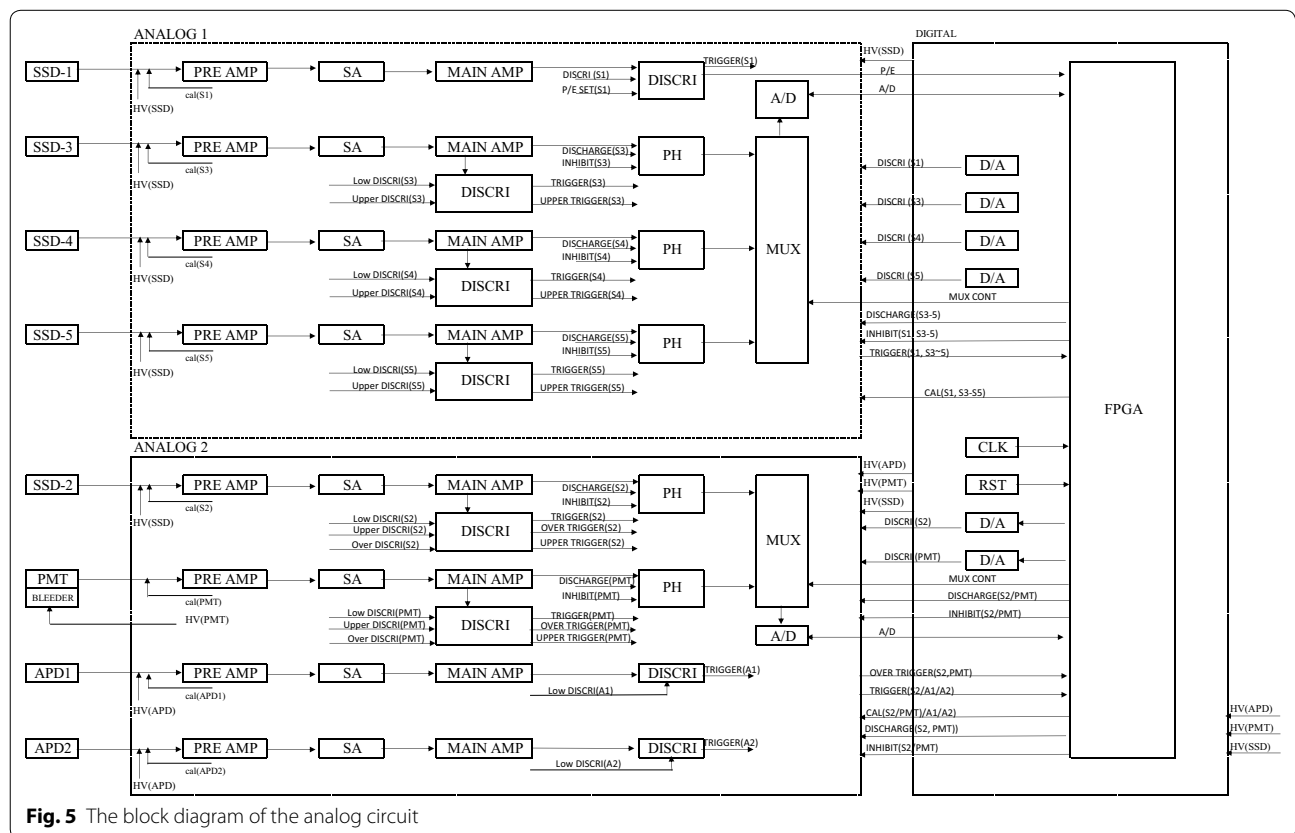 ANALOG 1
DIGITAL
SSD-1
PRE AMP
SA
MAIN AMP
DISCRI (S1)
P/E SET(S1)
DISCRI
TRIGGER(S1)
cal(S1)
HV(SSD)
A/D
HV(SSD)
P/E
A/D
SSD-3
PRE AMP
SA
MAIN AMP
DISCHARGE(S3)
INHIBIT(S3)
PH
cal(S3)
HV(SSD)
Low DISCRI(S3)
Upper DISCRI(S3)
DISCRI
TRIGGER(S3)
UPPER TRIGGER(S3)
SSD-4
PRE AMP
SA
MAIN AMP
DISCHARGE(S4)
INHIBIT(S4)
PH
MUX
cal(S4)
HV(SSD)
Low DISCRI(S4)
Upper DISCRI(S4)
DISCRI
TRIGGER(S4)
UPPER TRIGGER(S4)
SSD-5
PRE AMP
SA
MAIN AMP
DISCHARGE(S5)
INHIBIT(S5)
PH
cal(S5)
HV(SSD)
Low DISCRI(S5)
Upper DISCRI(S5)
DISCRI
TRIGGER(S5)
UPPER TRIGGER(S5)
DISCRI (S1)
D/A
DISCRI (S3)
D/A
DISCRI (S4)
D/A
DISCRI (S5)
D/A
MUX CONT
DISCHARGE(S3-5)
INHIBIT(S1, S3-5)
TRIGGER(S1, S3~5)
CAL(S1, S3-S5)
FPGA
CLK
RST
ANALOG 2
SSD-2
PRE AMP
SA
MAIN AMP
DISCHARGE(S2)
INHIBIT(S2)
PH
cal(S2)
HV(SSD)
Low DISCRI(S2)
Upper DISCRI(S2)
Over DISCRI(S2)
DISCRI
TRIGGER(S2)
OVER TRIGGER(S2)
UPPER TRIGGER(S2)
MUX
PMT
BLEEDER
PRE AMP
SA
MAIN AMP
DISCHARGE(PMT)
INHIBIT(PMT)
PH
cal(PMT)
HV(PMT)
Low DISCRI(PMT)
Upper DISCRI(PMT)
Over DISCRI(PMT)
DISCRI
TRIGGER(PMT)
OVER TRIGGER(PMT)
UPPER TRIGGER(PMT)
A/D
APD1
PRE AMP
SA
MAIN AMP
DISCRI
TRIGGER(A1)
cal(APD1)
Low DISCRI(A1)
HV(APD)
APD2
PRE AMP
SA
MAIN AMP
DISCRI
TRIGGER(A2)
cal(APD2)
Low DISCRI(A2)
HV(APD)
HV(APD)
HV(PMT)
HV(SSD)
DISCRI(S2)
D/A
DISCRI(PMT)
D/A
MUX CONT
DISCHARGE(S2/PMT)
INHIBIT(S2/PMT)
A/D
OVER TRIGGER(S2,PMT)
TRIGGER(S2/A1/A2)
CAL(S2/PMT)/A1/A2)
DISCHARGE(S2, PMT))
INHIBIT(S2/PMT)
HV(APD)
HV(PMT)
HV(SSD)
Fig. 5 The block diagram of the analog circuit